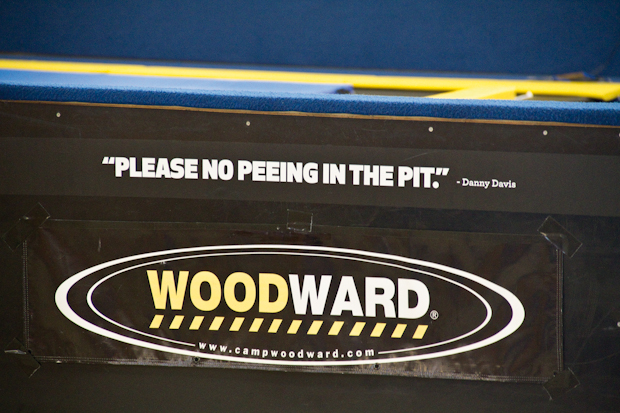 “PLEASE NO PEEING IN THE PIT.” - Danny Davis
WOODWARD®
www.campwoodward.com